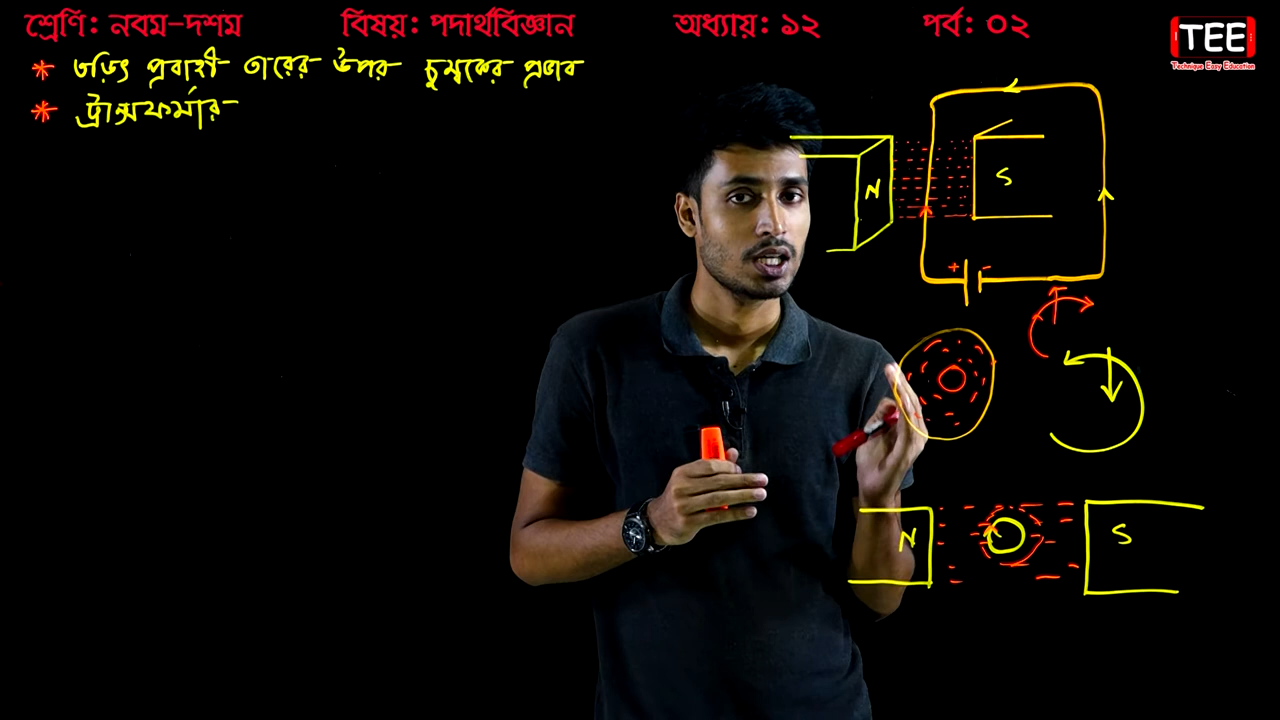 শ্রেণি: নবম-দশম বিষয়: পদার্থবিজ্ঞান অধ্যায়: ১২ পর্ব: ০২
TEE
Technique Easy Education
* তড়িৎ প্রবাহী তারের উপর চুম্বকের প্রভাব
* ট্রান্সফর্মার
N S
+ -
N S